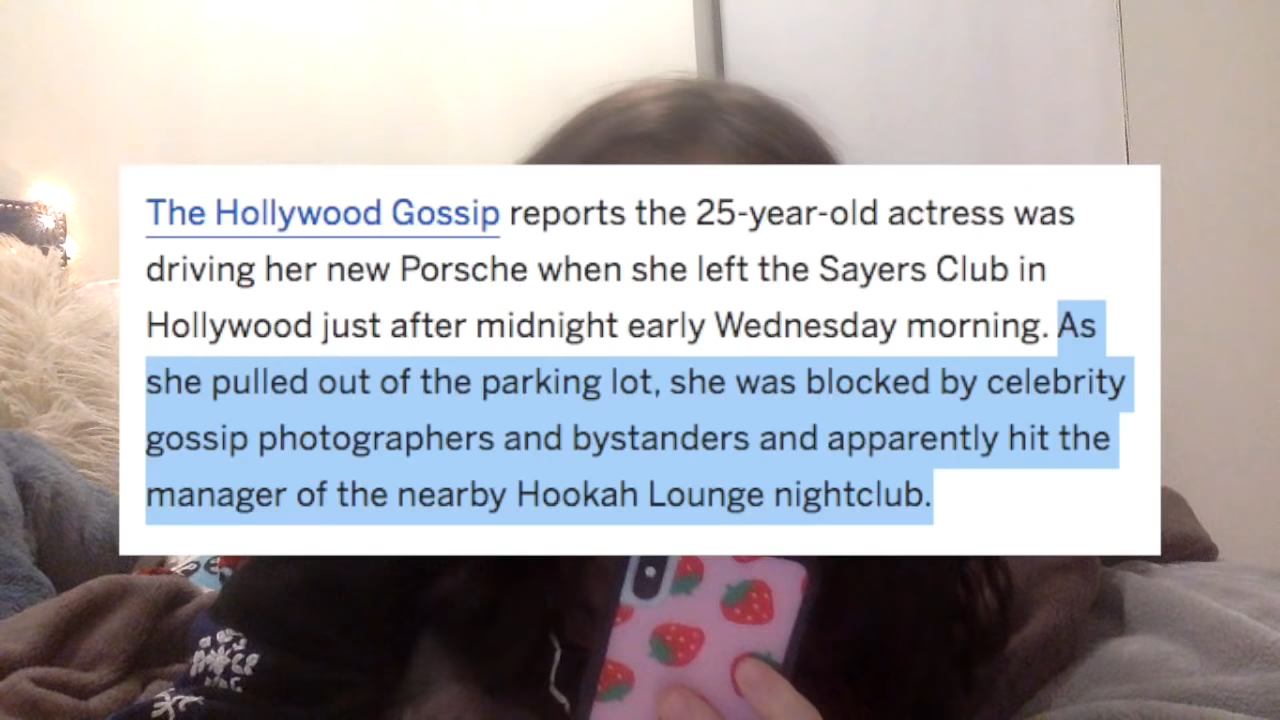 The Hollywood Gossip reports the 25-year-old actress was
driving her new Porsche when she left the Sayers Club in
Hollywood just after midnight early Wednesday morning. As
she pulled out of the parking lot, she was blocked by celebrity
gossip photographers and bystanders and apparently hit the
manager of the nearby Hookah Lounge nightclub.